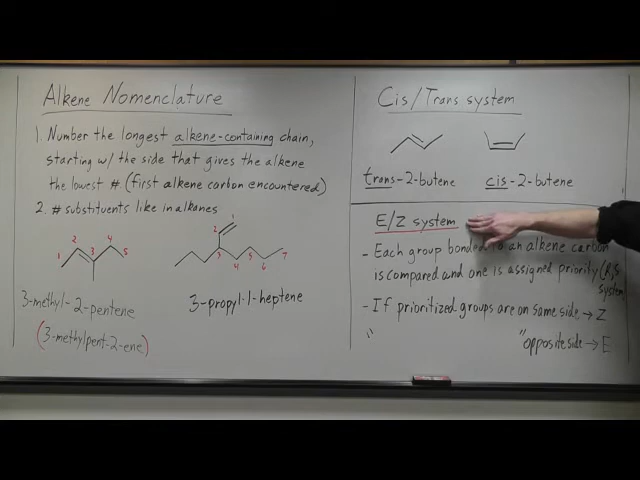 Alkene Nomenclature
1. Number the longest alkene-containing chain,
starting w/ the side that gives the alkene
the lowest #. (first alkene carbon encountered)
2. # substituents like in alkanes
1 2 3 4 5
1 2 3 4 5 6 7
3-methyl-2-pentene
(3-methylpent-2-ene)
3-propyl-1-heptene
Cis/Trans system
trans-2-butene
cis-2-butene
E/Z system
- Each group bonded to an alkene carbon
is compared and one is assigned priority (R,S
system
- If prioritized groups are on same side → Z
" " opposite side → E